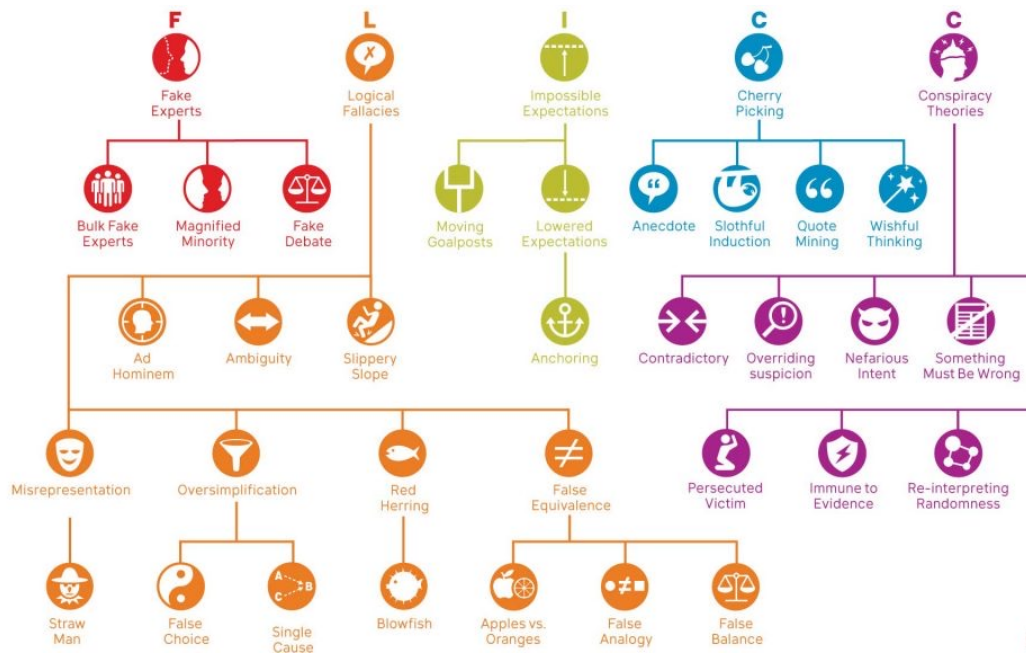 F
L
I
C
C
Fake
Experts
Logical
Fallacies
Impossible
Expectations
Cherry
Picking
Conspiracy
Theories
Bulk Fake
Experts
Magnified
Minority
Fake
Debate
Moving
Goalposts
Lowered
Expectations
Anecdote
Slothful
Induction
Quote
Mining
Wishful
Thinking
Ad
Hominem
Ambiguity
Slippery
Slope
Anchoring
Contradictory
Overriding
suspicion
Nefarious
Intent
Something
Must Be Wrong
Misrepresentation
Oversimplification
Red
Herring
False
Equivalence
Persecuted
Victim
Immune to
Evidence
Re-interpreting
Randomness
Straw
Man
False
Choice
A
B
C
Single
Cause
Blowfish
Apples vs.
Oranges
False
Analogy
False
Balance